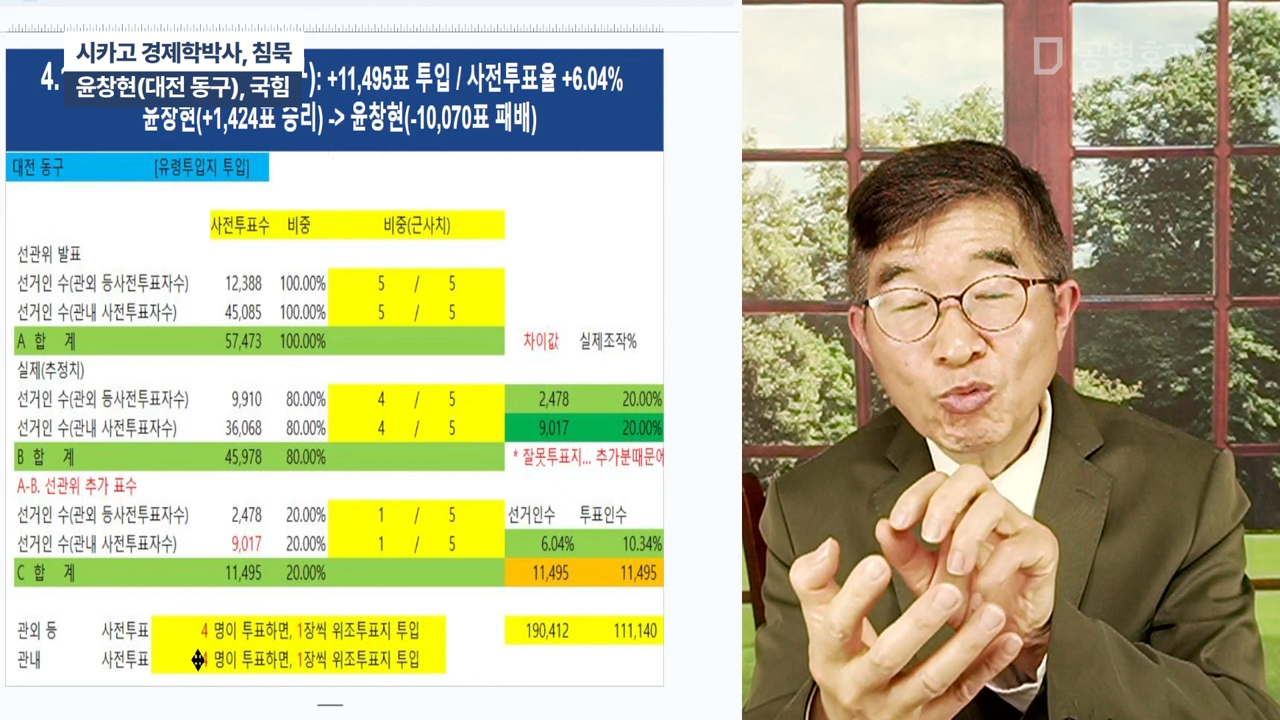 시카고 경제학박사, 침묵
윤창현(대전 동구), 국힘
4.
): +11,495표 투입 / 사전투표율 +6.04%
윤창현(+1,424표 승리) -> 윤창현(-10,070표 패배)
대전 동구 [유령투입지 투입]
사전투표수 비중 비중(근사치)
선관위 발표
선거인 수(관외 등사전투표자수) 12,388 100.00% 5 / 5
선거인 수(관내 사전투표자수) 45,085 100.00% 5 / 5
A 합 계 57,473 100.00% 차이값 실제조작%
실제(추정치)
선거인 수(관외 등사전투표자수) 9,910 80.00% 4 / 5 2,478 20.00%
선거인 수(관내 사전투표자수) 36,068 80.00% 4 / 5 9,017 20.00%
B 합 계 45,978 80.00% * 잘못투표지... 추가분때문에
A-B. 선관위 추가 표수
선거인 수(관외 등사전투표자수) 2,478 20.00% 1 / 5 선거인수 투표인수
선거인 수(관내 사전투표자수) 9,017 20.00% 1 / 5 6.04% 10.34%
C 합 계 11,495 20.00% 11,495 11,495
관외 등 사전투표 4 명이 투표하면, 1장씩 위조투표지 투입 190,412 111,140
관내 사전투표 4 명이 투표하면, 1장씩 위조투표지 투입
공병호